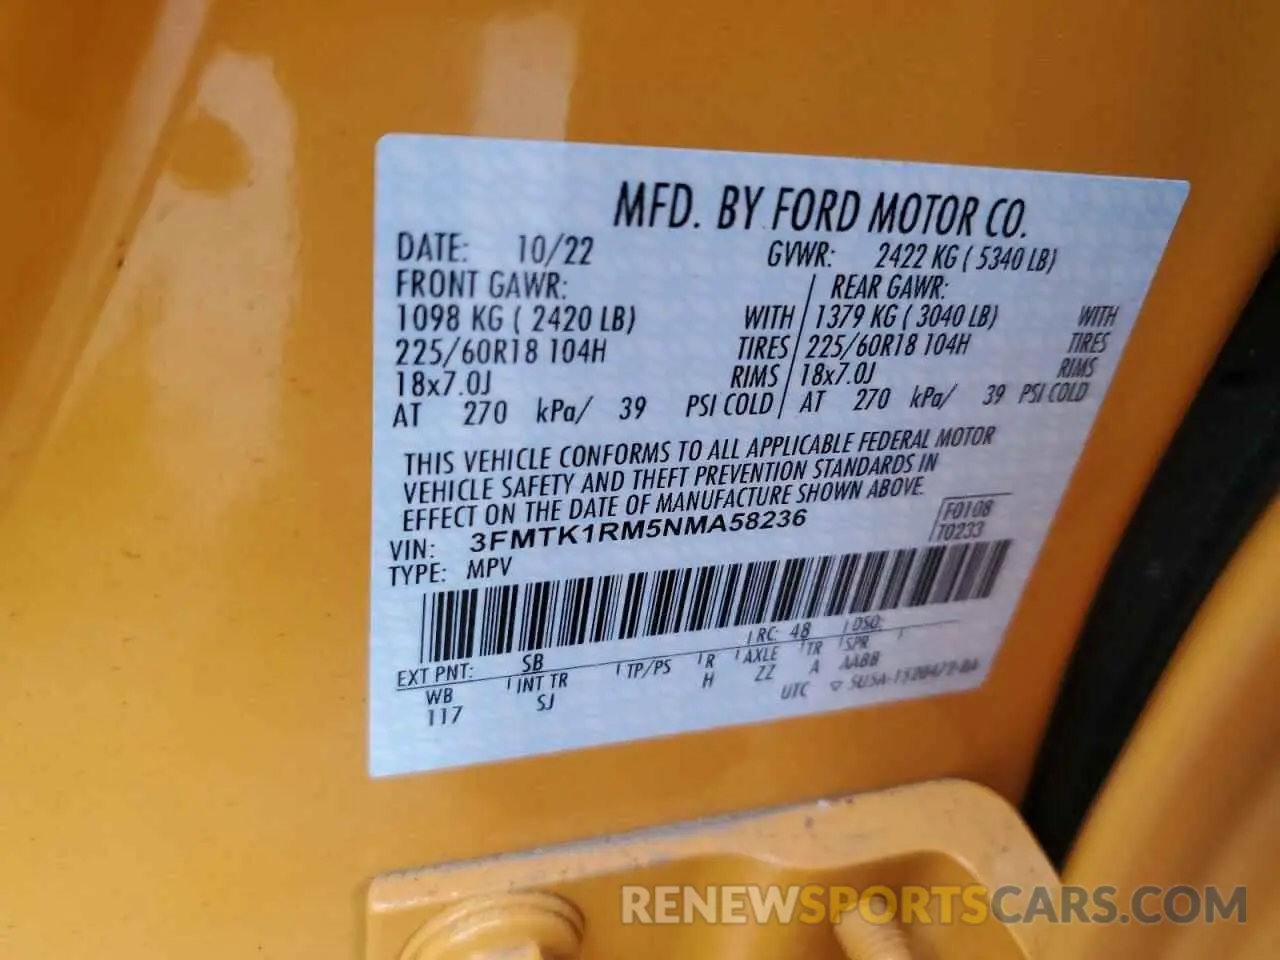 MFD. BY FORD MOTOR CO.
DATE: 10/22 GVWR: 2422 KG ( 5340 LB)
FRONT GAWR: REAR GAWR:
1098 KG ( 2420 LB) WITH 1379 KG ( 3040 LB) WITH
225/60R18 104H TIRES 225/60R18 104H TIRES
18x7.0J RIMS 18x7.0J RIMS
AT 270 kPa/ 39 PSI COLD AT 270 kPa/ 39 PSI COLD
THIS VEHICLE CONFORMS TO ALL APPLICABLE FEDERAL MOTOR
VEHICLE SAFETY AND THEFT PREVENTION STANDARDS IN
EFFECT ON THE DATE OF MANUFACTURE SHOWN ABOVE.
VIN: 3FMTK1RM5NMA58236 F0108
TYPE: MPV T0233
EXT PNT: SB RC: 48 DSO:
WB INT TR TP/PS R AXLE TR SPR
117 SJ H ZZ A AABB
UTC
RENEWSPORTSCARS.COM